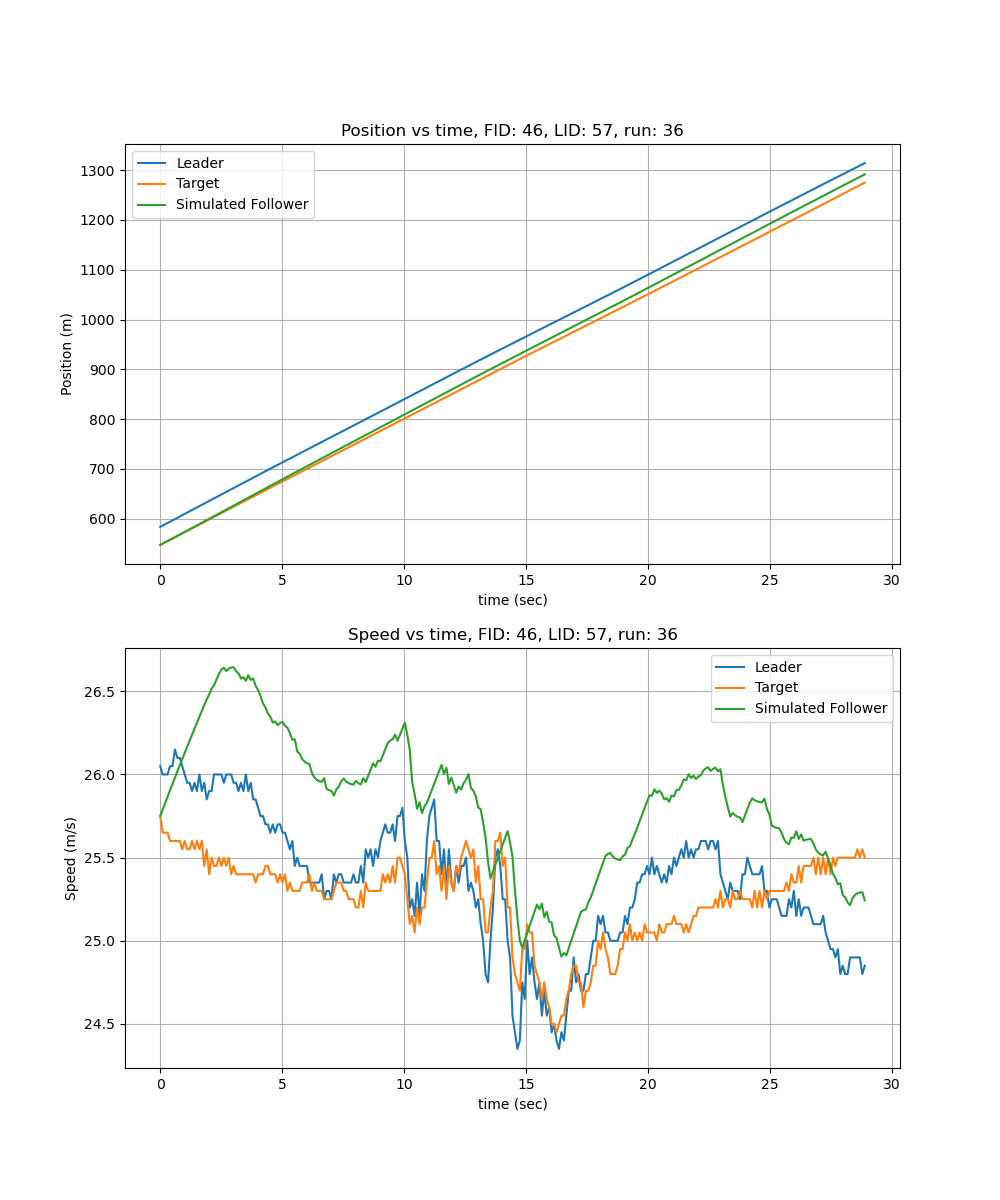 Position vs time, FID: 46, LID: 57, run: 36
Leader
Target
Simulated Follower
1300
1200
1100
1000
900
800
700
600
Position (m)
0 5 10 15 20 25 30
time (sec)
Speed vs time, FID: 46, LID: 57, run: 36
Leader
Target
Simulated Follower
26.5
26.0
25.5
25.0
24.5
Speed (m/s)
0 5 10 15 20 25 30
time (sec)